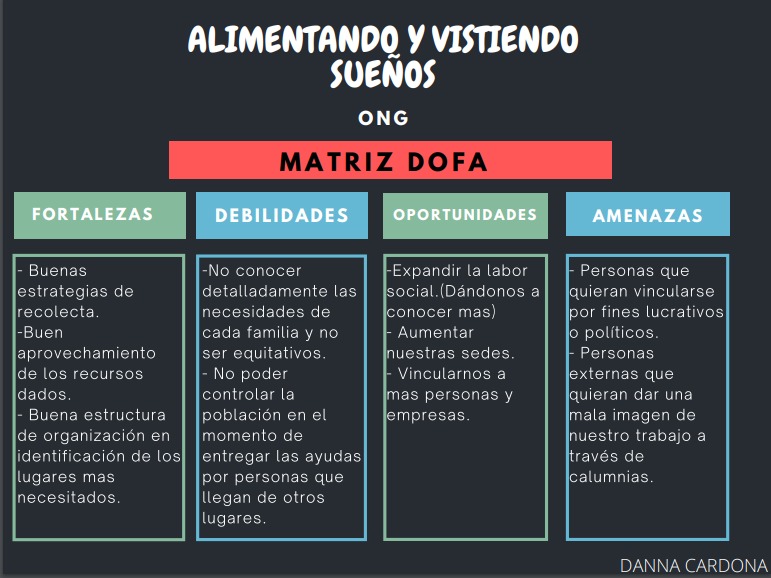 ALIMENTANDO Y VISTIENDO
SUEÑOS
ONG
MATRIZ DOFA
FORTALEZAS
- Buenas
estrategias de
recolecta.
-Buen
aprovechamiento
de los recursos
dados.
- Buena estructura
de organización en
identificación de los
lugares mas
necesitados.
DEBILIDADES
-No conocer
detalladamente las
necesidades de
cada familia y no
ser equitativos.
- No poder
controlar la
población en el
momento de
entregar las ayudas
por personas que
llegan de otros
lugares.
OPORTUNIDADES
-Expandir la labor
social.(Dándonos a
conocer mas)
- Aumentar
nuestras sedes.
- Vincularnos a
mas personas y
empresas.
AMENAZAS
- Personas que
quieran vincularse
por fines lucrativos
o políticos.
- Personas
externas que
quieran dar una
mala imagen de
nuestro trabajo a
través de
calumnias.
DANNA CARDONA